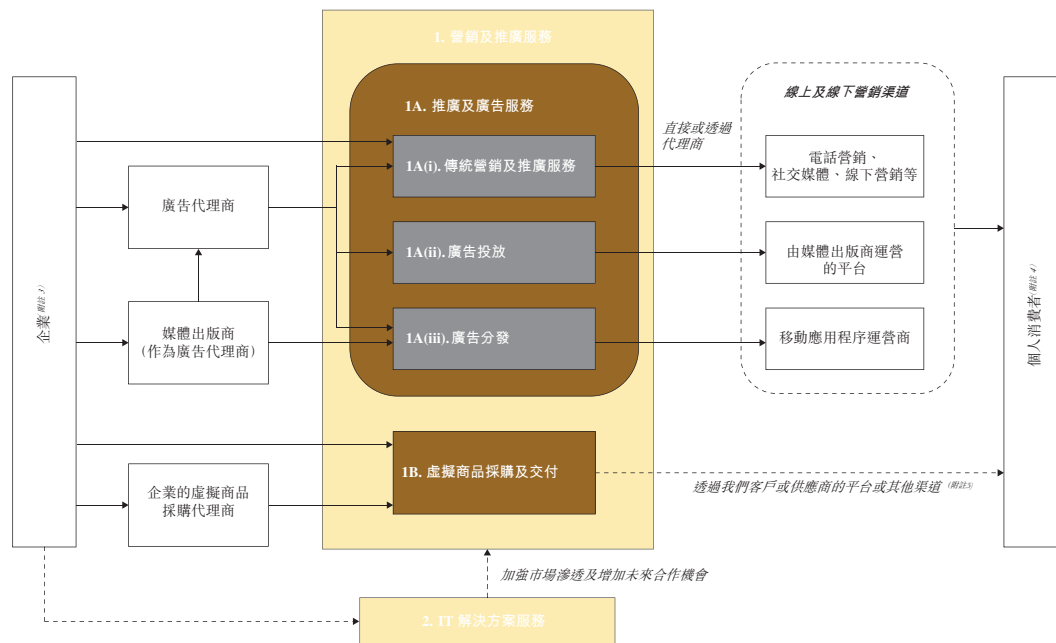 1. 營銷及推廣服務
1A. 推廣及廣告服務
線上及線下營銷渠道
直接或透過
代理商
1A(i). 傳統營銷及推廣服務
電話營銷、
社交媒體、線下營銷等
廣告代理商
1A(ii). 廣告投放
由媒體出版商運營
的平台
企業(附註 3)
媒體出版商
(作為廣告代理商)
1A(iii). 廣告分發
移動應用程序運營商
個人消費者(附註 4)
1B. 虛擬商品採購及交付
企業的虛擬商品
採購代理商
透過我們客戶或供應商的平台或其他渠道 (附註5)
加強市場滲透及增加未來合作機會
2. IT 解決方案服務